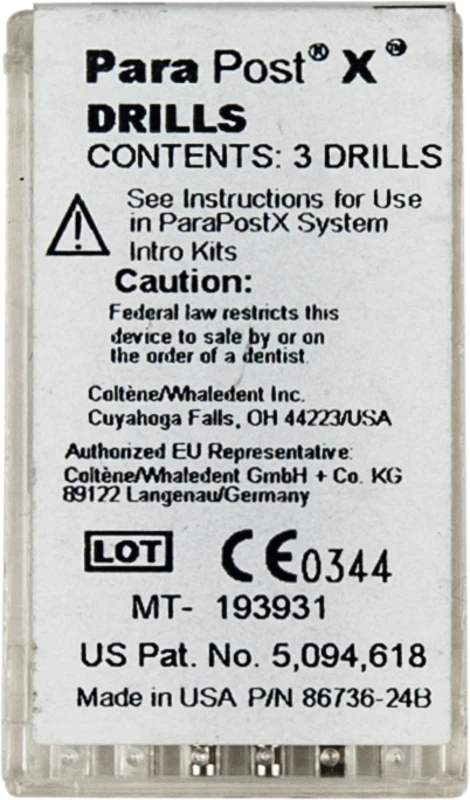 Para Post® X™
DRILLS
CONTENTS: 3 DRILLS
See Instructions for Use
in ParaPostX System
Intro Kits
Caution:
Federal law restricts this
device to sale by or on
the order of a dentist.
Coltène/Whaledent Inc.
Cuyahoga Falls, OH 44223/USA
Authorized EU Representative:
Coltène/Whaledent GmbH + Co. KG
89122 Langenau/Germany
LOT CE0344
MT- 193931
US Pat. No. 5,094,618
Made in USA P/N 86736-24B